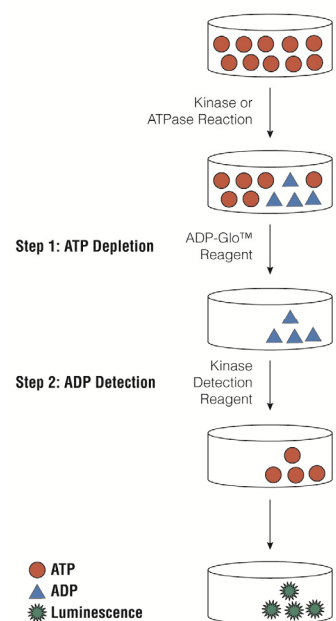 Kinase or
ATPase Reaction
Step 1: ATP Depletion
ADP-Glo™
Reagent
Step 2: ADP Detection
Kinase
Detection
Reagent
ATP
ADP
Luminescence